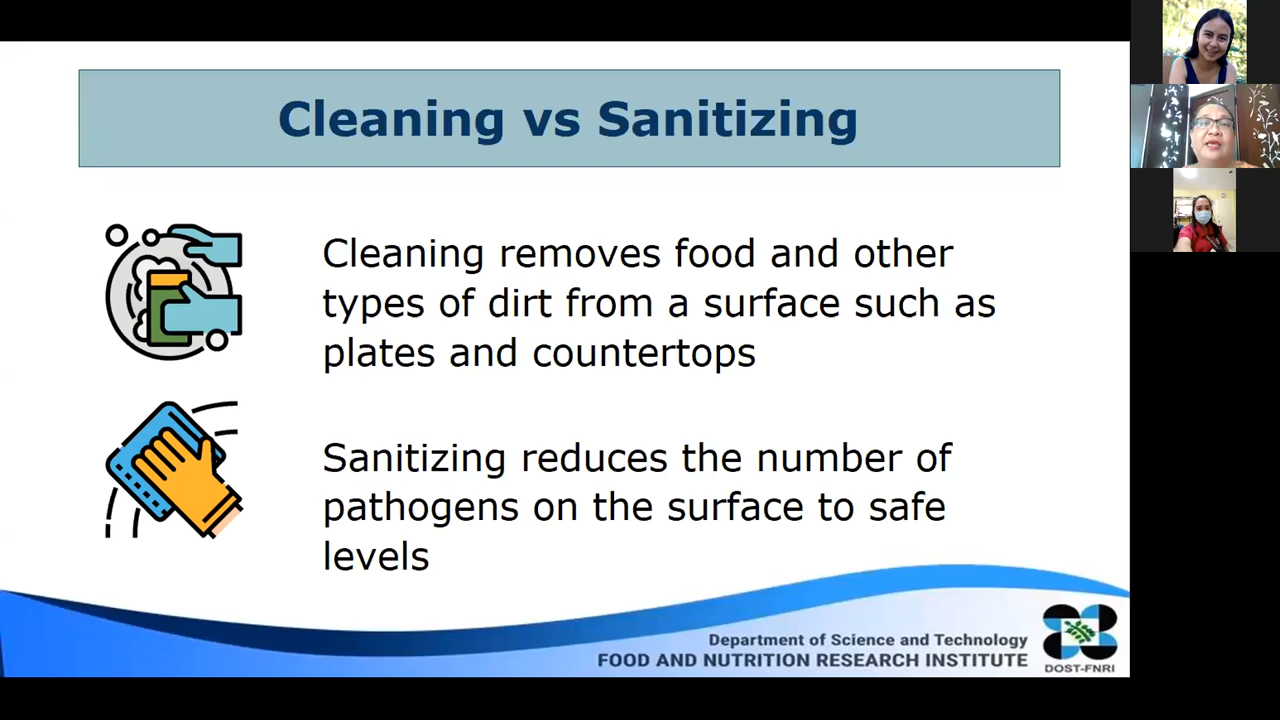 Cleaning vs Sanitizing
Cleaning removes food and other
types of dirt from a surface such as
plates and countertops
Sanitizing reduces the number of
pathogens on the surface to safe
levels
Department of Science and Technology
FOOD AND NUTRITION RESEARCH INSTITUTE
DOST-FNRI